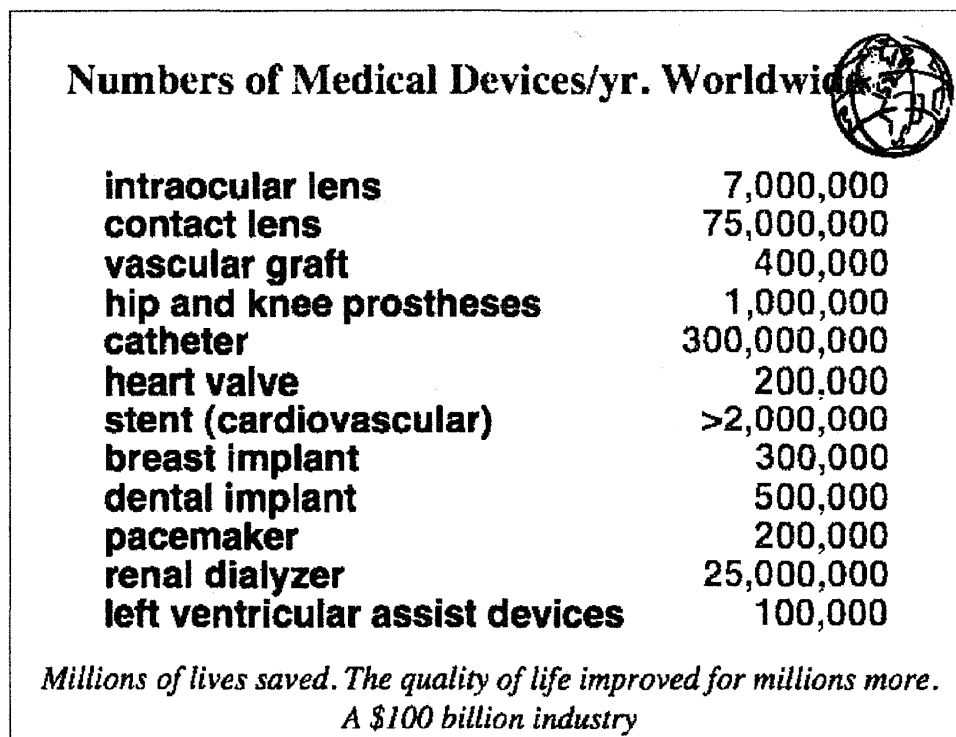 Numbers of Medical Devices/yr. Worldwide
intraocular lens 7,000,000
contact lens 75,000,000
vascular graft 400,000
hip and knee prostheses 1,000,000
catheter 300,000,000
heart valve 200,000
stent (cardiovascular) >2,000,000
breast implant 300,000
dental implant 500,000
pacemaker 200,000
renal dialyzer 25,000,000
left ventricular assist devices 100,000
Millions of lives saved. The quality of life improved for millions more.
A $100 billion industry